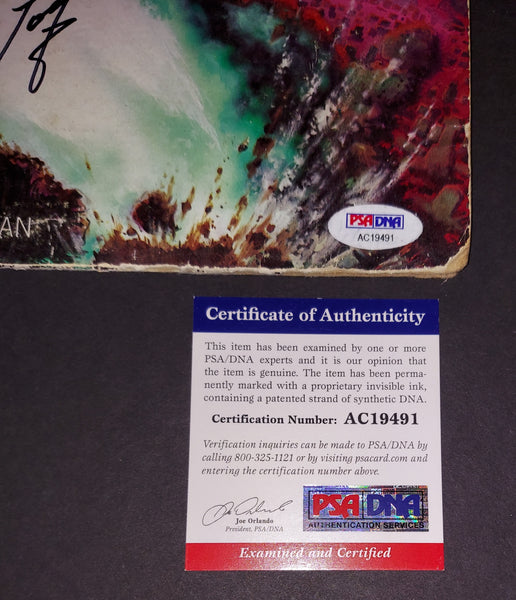 AN
PSA DNA
AC19491
Certificate of Authenticity
This item has been examined by one or more
PSA/DNA experts and it is our opinion that
the item is genuine. The item has been perma-
nently marked with a proprietary invisible ink,
containing a patented strand of synthetic DNA.
Certification Number: AC19491
Verification inquiries can be made to PSA/DNA by
calling 800-325-1121 or by visiting psacard.com and
entering the certification number above.
Joe Orlando
President, PSA/DNA
PSA DNA
AUTHENTICATION SERVICES
Examined and Certified